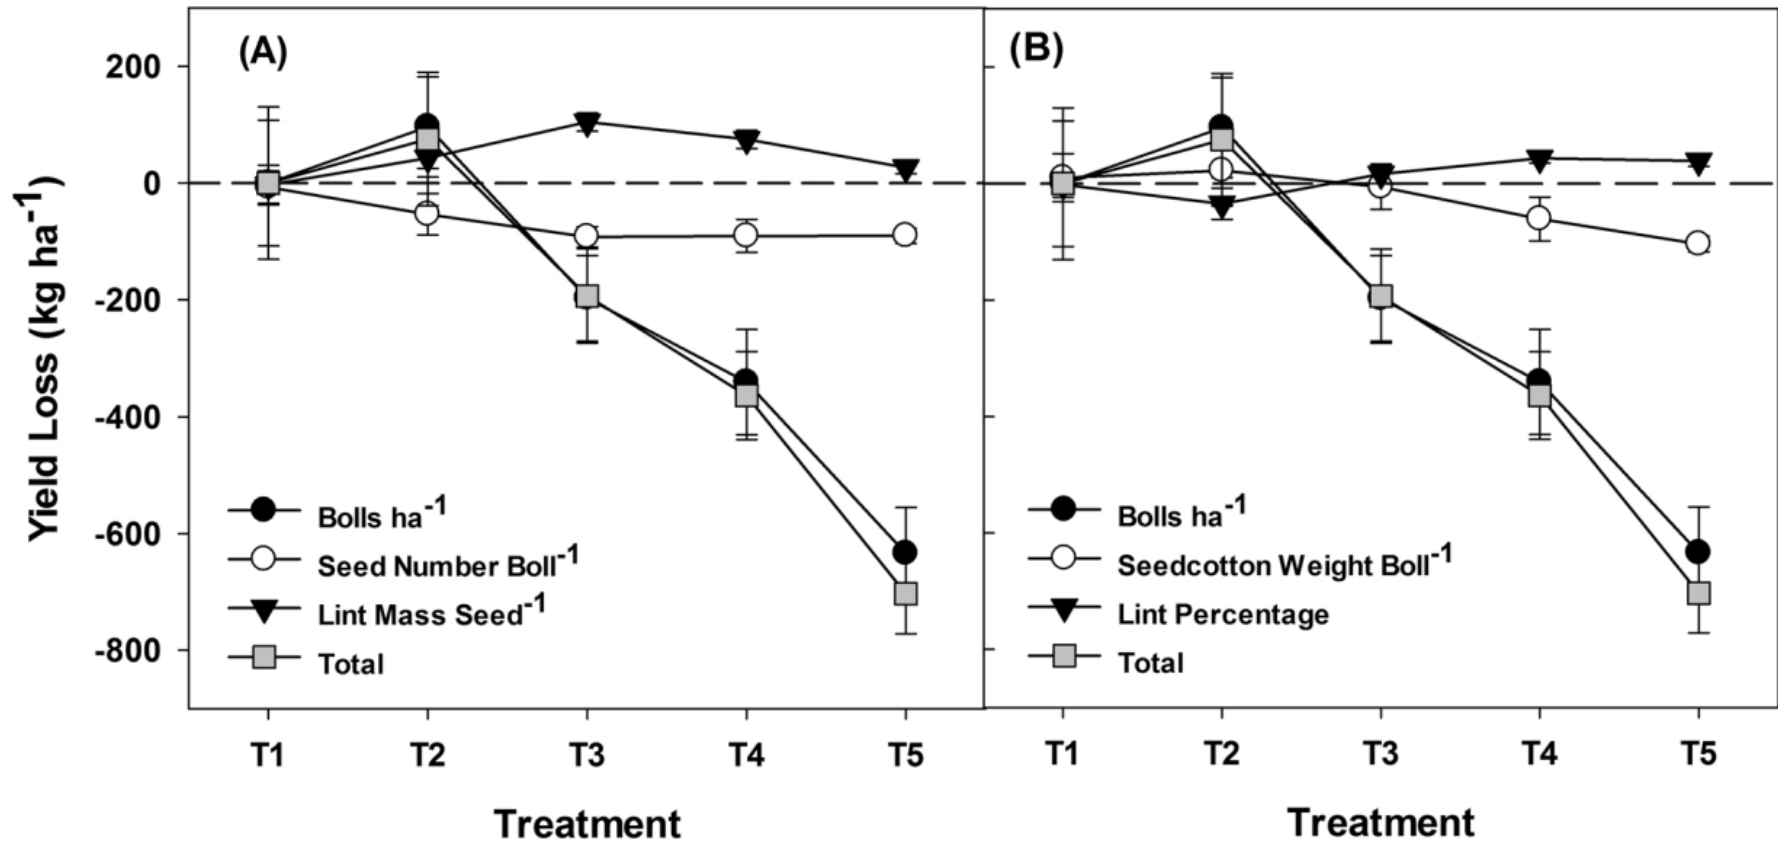 Yield Loss (kg ha-1)
200
0
-200
-400
-600
-800
(A)
Bolls ha-1
Seed Number Boll-1
Lint Mass Seed-1
Total
T1 T2 T3 T4 T5
Treatment
(B)
Bolls ha-1
Seedcotton Weight Boll-1
Lint Percentage
Total
T1 T2 T3 T4 T5
Treatment